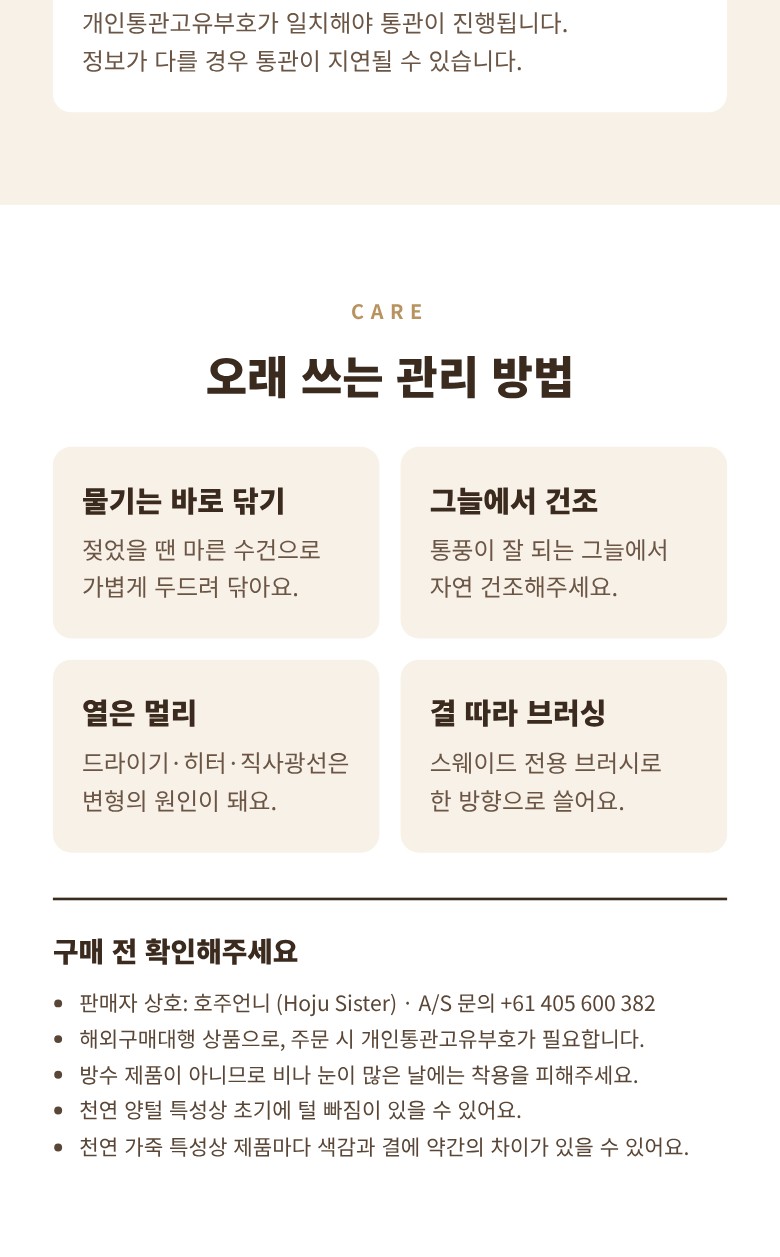 개인통관고유부호가 일치해야 통관이 진행됩니다.
정보가 다를 경우 통관이 지연될 수 있습니다.
CARE
오래 쓰는 관리 방법
물기는 바로 닦기
젖었을 땐 마른 수건으로
가볍게 두드려 닦아요.
그늘에서 건조
통풍이 잘 되는 그늘에서
자연 건조해주세요.
열은 멀리
드라이기·히터·직사광선은
변형의 원인이 돼요.
결 따라 브러싱
스웨이드 전용 브러시로
한 방향으로 쓸어요.
구매 전 확인해주세요
• 판매자 상호: 호주언니 (Hoju Sister) · A/S 문의 +61 405 600 382
• 해외구매대행 상품으로, 주문 시 개인통관고유부호가 필요합니다.
• 방수 제품이 아니므로 비나 눈이 많은 날에는 착용을 피해주세요.
• 천연 양털 특성상 초기에 털 빠짐이 있을 수 있어요.
• 천연 가죽 특성상 제품마다 색감과 결에 약간의 차이가 있을 수 있어요.